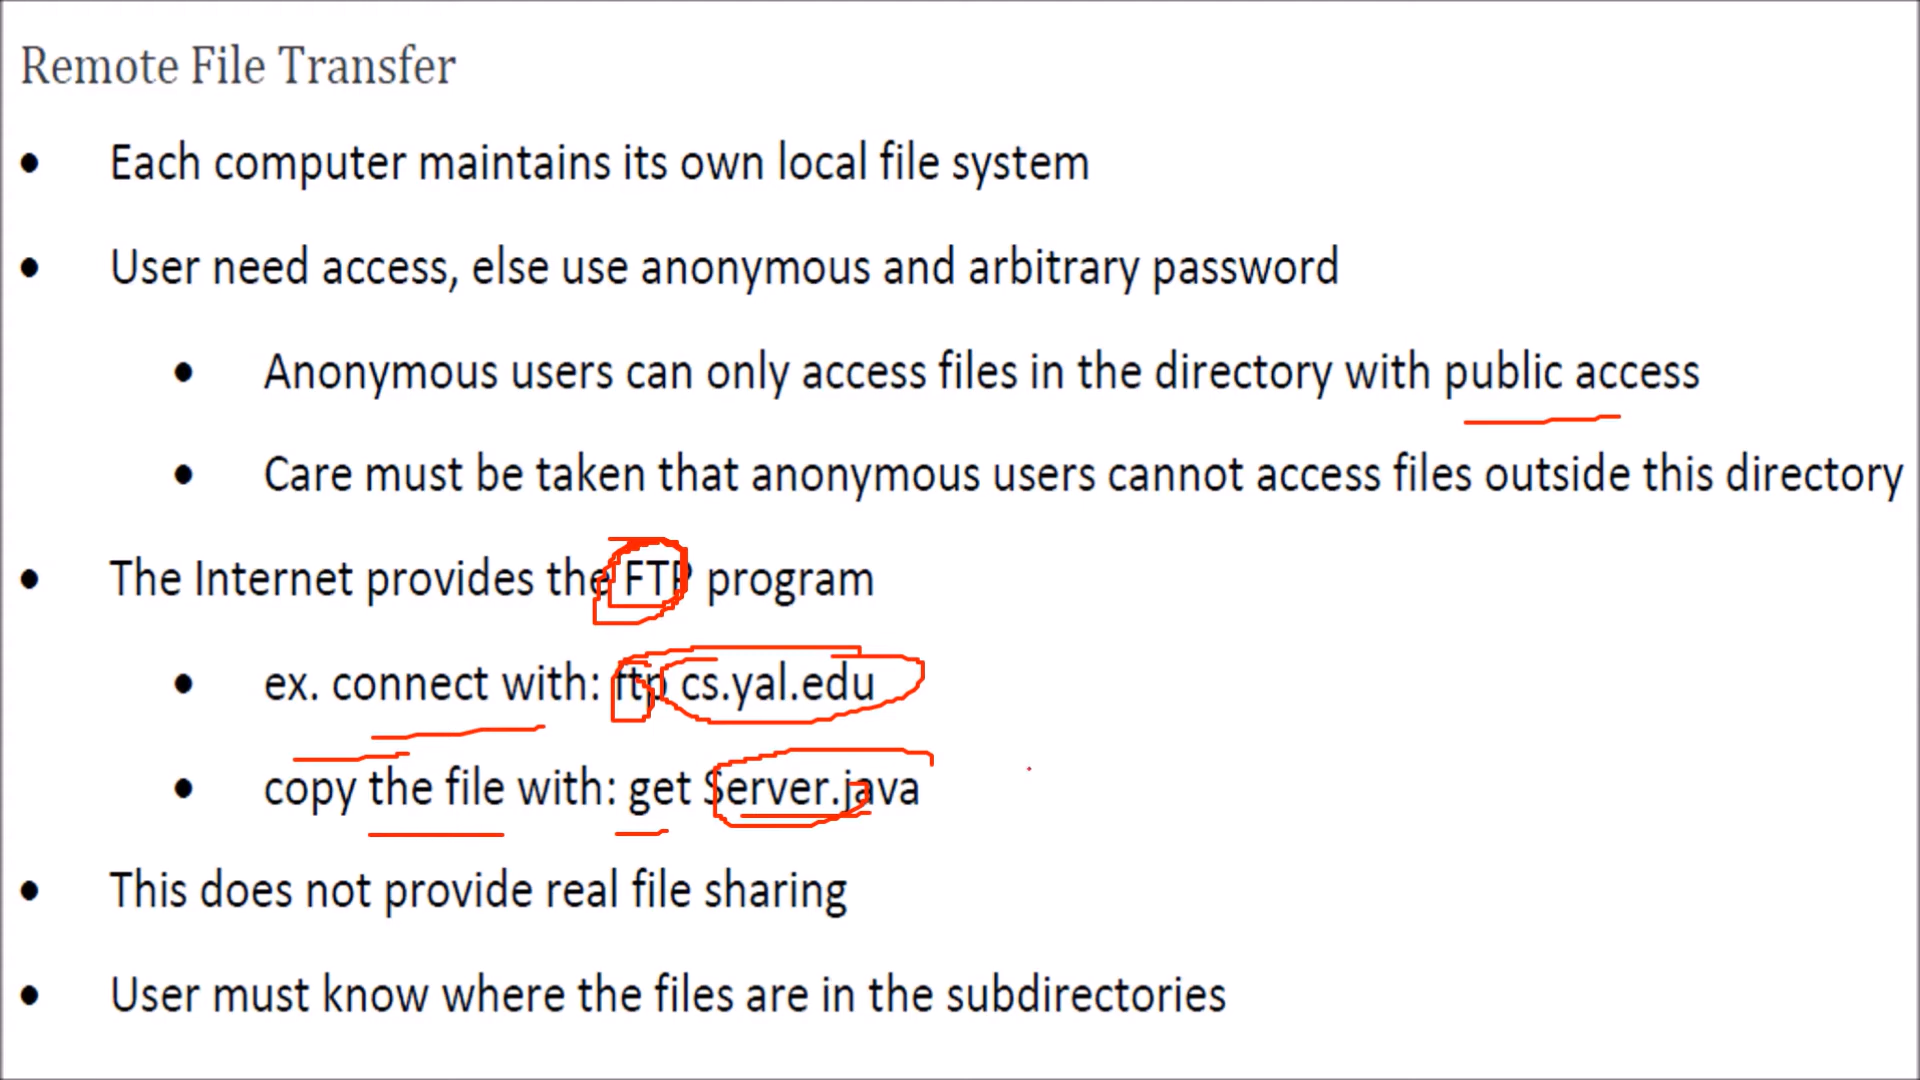 Remote File Transfer
• Each computer maintains its own local file system
• User need access, else use anonymous and arbitrary password
• Anonymous users can only access files in the directory with public access
• Care must be taken that anonymous users cannot access files outside this directory
• The Internet provides the FTP program
• ex. connect with: ftp cs.yal.edu
• copy the file with: get Server.java
• This does not provide real file sharing
• User must know where the files are in the subdirectories